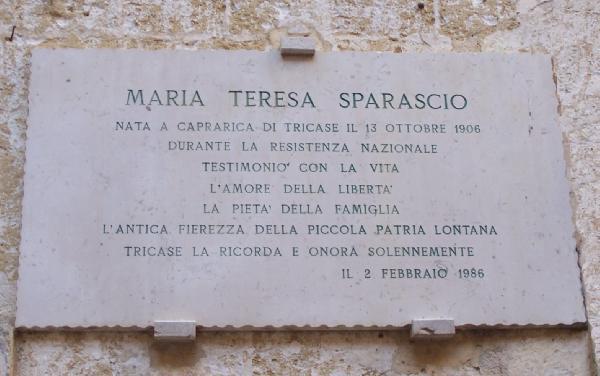 MARIA TERESA SPARASCIO
NATA A CAPRARICA DI TRICASE IL 13 OTTOBRE 1906
DURANTE LA RESISTENZA NAZIONALE
TESTIMONIO' CON LA VITA
L'AMORE DELLA LIBERTA'
LA PIETA' DELLA FAMIGLIA
L'ANTICA FIEREZZA DELLA PICCOLA PATRIA LONTANA
TRICASE LA RICORDA E ONORA SOLENNEMENTE
IL 2 FEBBRAIO 1986